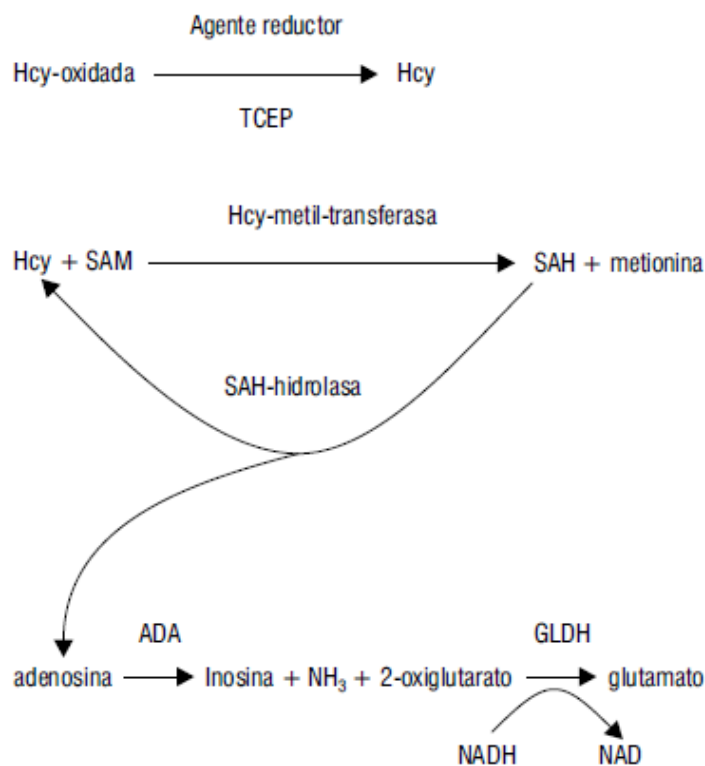 Agente reductor
Hcy-oxidada Hcy
TCEP
Hcy-metil-transferasa
Hcy + SAM SAH + metionina
SAH-hidrolasa
ADA GLDH
adenosina Inosina + NH₃ + 2-oxiglutarato glutamato
NADH NAD